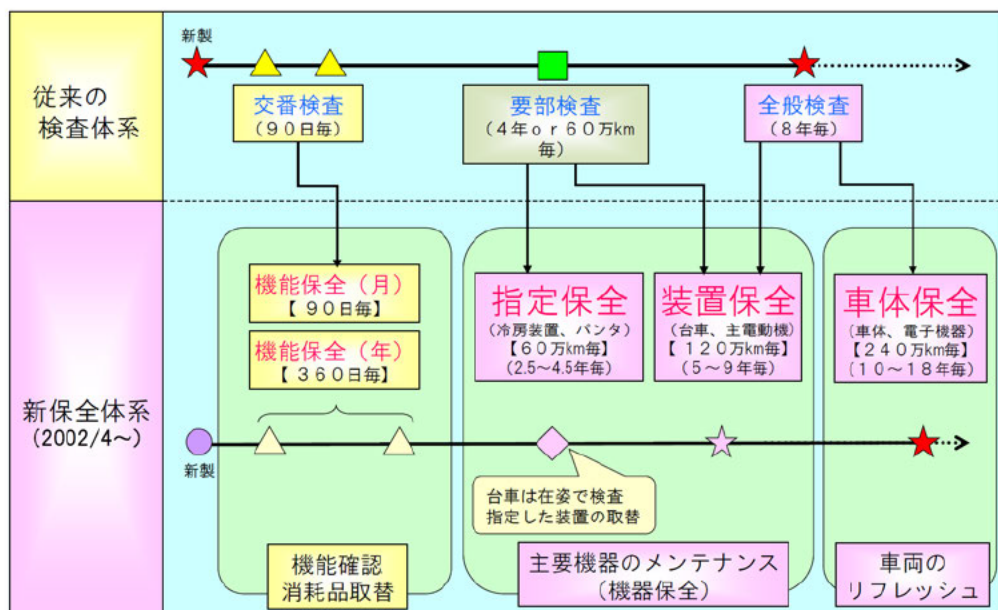 新製
従来の
検査体系
交番検査
(90日毎)
要部検査
(4年or60万km
毎)
全般検査
(8年毎)
新保全体系
(2002/4~)
機能保全(月)
【90日毎】
機能保全(年)
【360日毎】
指定保全
(冷房装置、パンタ)
【60万km毎】
(2.5~4.5年毎)
装置保全
(台車、主電動機)
【120万km毎】
(5~9年毎)
車体保全
(車体、電子機器)
【240万km毎】
(10~18年毎)
新製
台車は在姿で検査
指定した装置の取替
機能確認
消耗品取替
主要機器のメンテナンス
(機器保全)
車両の
リフレッシュ